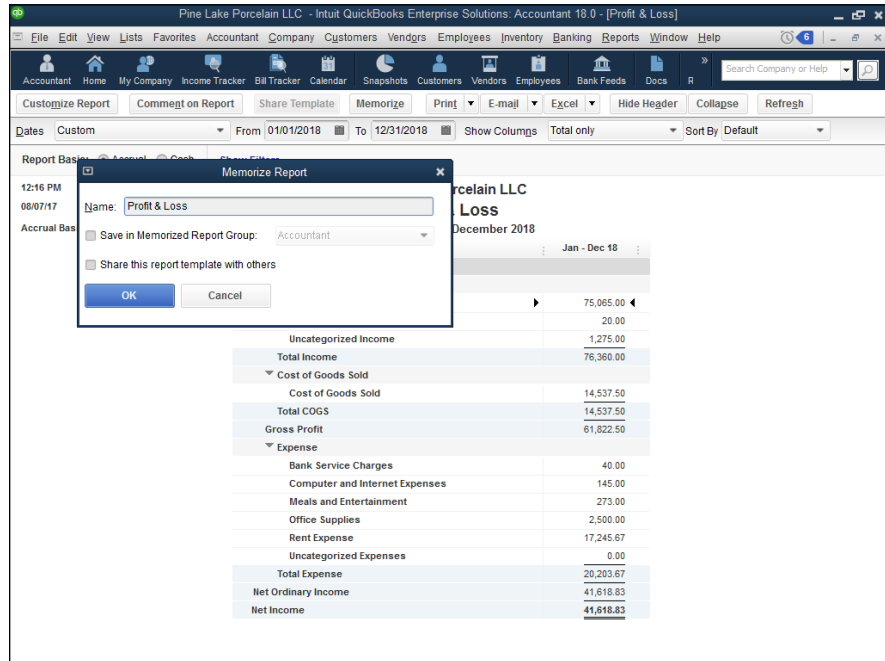 qb Pine Lake Porcelain LLC - Intuit QuickBooks Enterprise Solutions: Accountant 18.0 - [Profit & Loss]
File Edit View Lists Favorites Accountant Company Customers Vendors Employees Inventory Banking Reports Window Help 6
Accountant Home My Company Income Tracker Bill Tracker 31 Calendar Snapshots Customers Vendors Employees Bank Feeds Docs R » Search Company or Help
Customize Report Comment on Report Share Template Memorize Print E-mail Excel Hide Header Collapse Refresh
Dates Custom From 01/01/2018 To 12/31/2018 Show Columns Total only Sort By Default
Report Basis: Accrual Cash Show Filters
Memorize Report
Name: Profit & Loss
Save in Memorized Report Group: Accountant
Share this report template with others
OK Cancel
12:16 PM rcelain LLC
08/07/17 Loss
Accrual Bas December 2018
Jan - Dec 18
75,065.00
20.00
Uncategorized Income 1,275.00
Total Income 76,360.00
Cost of Goods Sold
Cost of Goods Sold 14,537.50
Total COGS 14,537.50
Gross Profit 61,822.50
Expense
Bank Service Charges 40.00
Computer and Internet Expenses 145.00
Meals and Entertainment 273.00
Office Supplies 2,500.00
Rent Expense 17,245.67
Uncategorized Expenses 0.00
Total Expense 20,203.67
Net Ordinary Income 41,618.83
Net Income 41,618.83